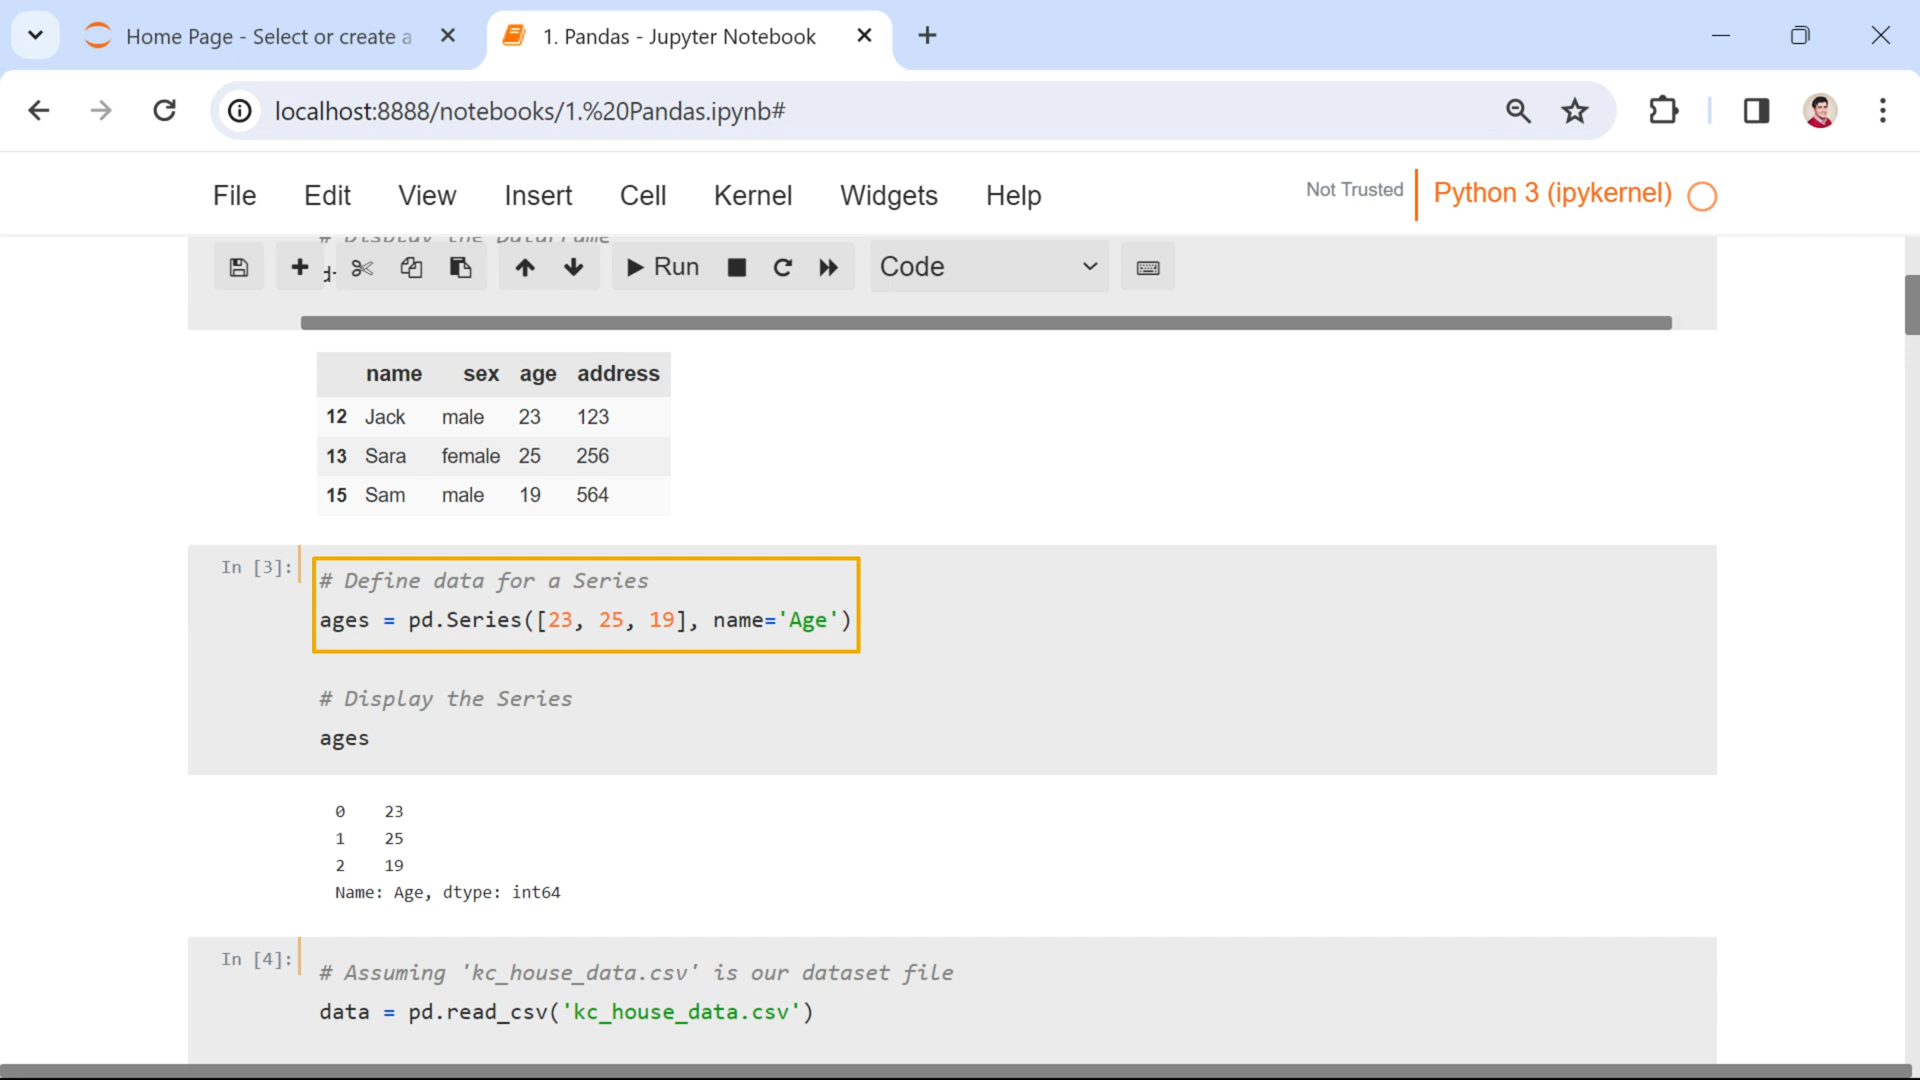 Home Page - Select or create a
1. Pandas - Jupyter Notebook
localhost:8888/notebooks/1.%20Pandas.ipynb#
File Edit View Insert Cell Kernel Widgets Help
Not Trusted
Python 3 (ipykernel)
# Display the DataFrame
Run
Code
name sex age address
12 Jack male 23 123
13 Sara female 25 256
15 Sam male 19 564
In [3]:
# Define data for a Series
ages = pd.Series([23, 25, 19], name='Age')
# Display the Series
ages
0 23
1 25
2 19
Name: Age, dtype: int64
In [4]:
# Assuming 'kc_house_data.csv' is our dataset file
data = pd.read_csv('kc_house_data.csv')